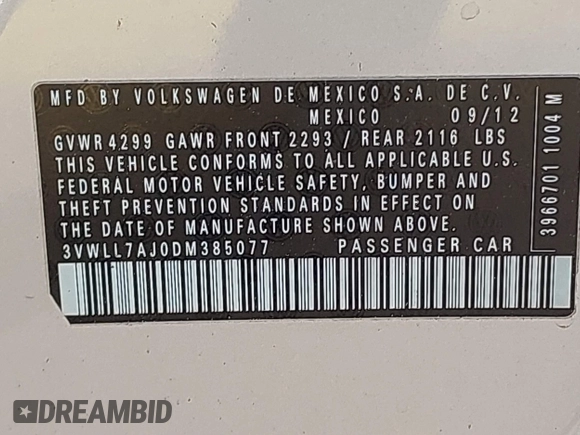 MFD BY VOLKSWAGEN DE MEXICO S.A. DE C.V.
MEXICO 09/12
GVWR 4299 GAWR FRONT 2293 / REAR 2116 LBS
THIS VEHICLE CONFORMS TO ALL APPLICABLE U.S.
FEDERAL MOTOR VEHICLE SAFETY, BUMPER AND
THEFT PREVENTION STANDARDS IN EFFECT ON
THE DATE OF MANUFACTURE SHOWN ABOVE.
3VWLL7AJ0DM385077 PASSENGER CAR
3966701 1004 M
DREAMBID